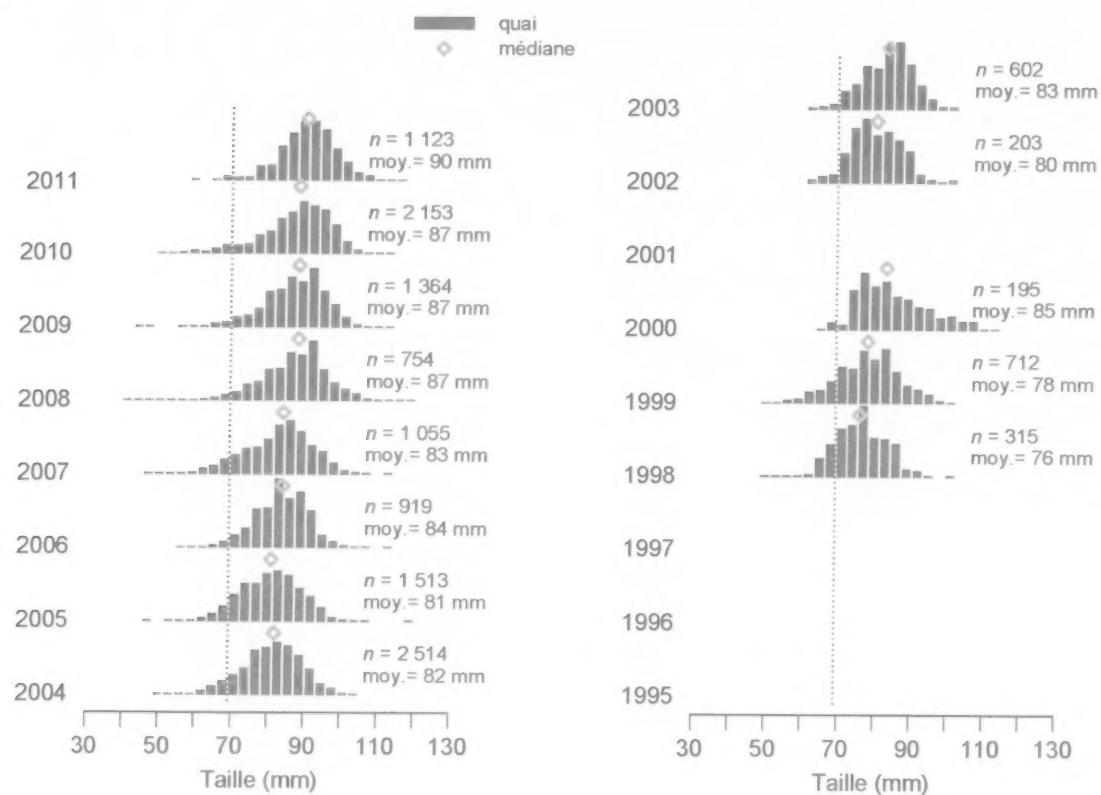 quai
médiane
n = 1 123
moy.= 90 mm
2011
n = 2 153
moy.= 87 mm
2010
n = 1 364
moy.= 87 mm
2009
n = 754
moy.= 87 mm
2008
n = 1 055
moy.= 83 mm
2007
n = 919
moy.= 84 mm
2006
n = 1 513
moy.= 81 mm
2005
n = 2 514
moy.= 82 mm
2004
30 50 70 90 110 130
Taille (mm)
n = 602
moy.= 83 mm
2003
n = 203
moy.= 80 mm
2002
2001
n = 195
moy.= 85 mm
2000
n = 712
moy.= 78 mm
1999
n = 315
moy.= 76 mm
1998
1997
1996
1995
30 50 70 90 110 130
Taille (mm)